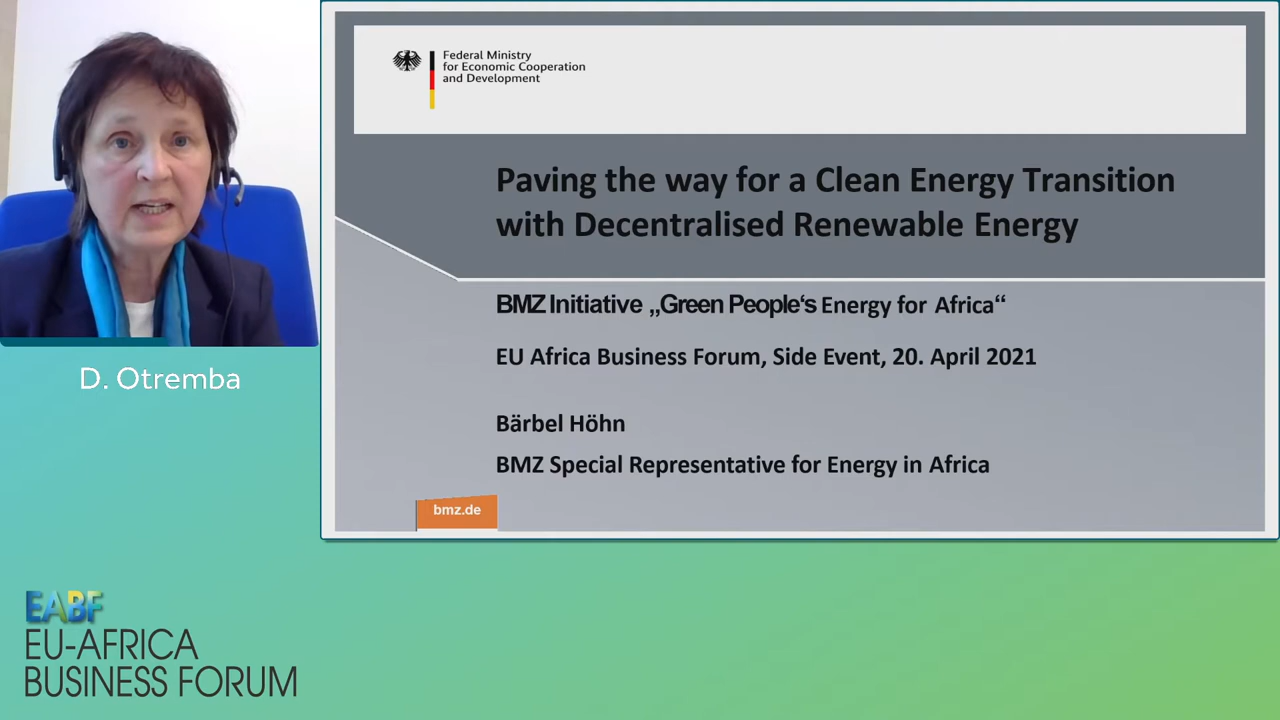 Federal Ministry
for Economic Cooperation
and Development
Paving the way for a Clean Energy Transition
with Decentralised Renewable Energy
BMZ Initiative „Green People‘s Energy for Africa“
EU Africa Business Forum, Side Event, 20. April 2021
Bärbel Höhn
BMZ Special Representative for Energy in Africa
bmz.de
D. Otremba
EABF
EU-AFRICA
BUSINESS FORUM